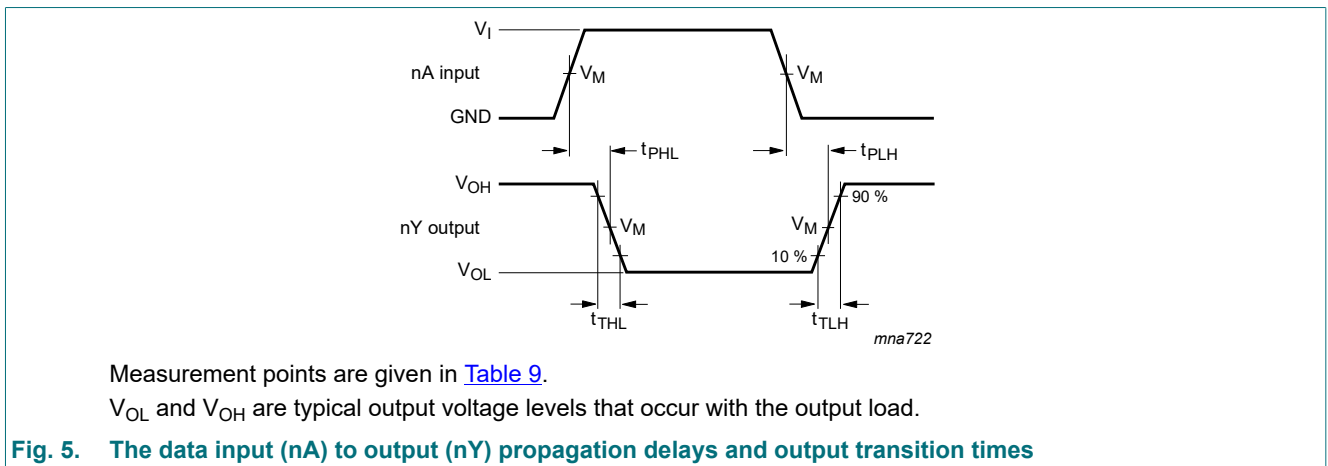 VI
nA input
VM
VM
GND
tPHL
tPLH
VOH
90 %
nY output
VM
VM
10 %
VOL
tTHL
tTLH
mna722
Measurement points are given in Table 9.
VOL and VOH are typical output voltage levels that occur with the output load.
Fig. 5. The data input (nA) to output (nY) propagation delays and output transition times